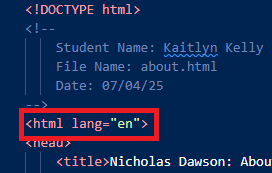 <!DOCTYPE html>
<!--
Student Name: Kaitlyn Kelly
File Name: about.html
Date: 07/04/25
-->
<html lang="en">
<head>
<title>Nicholas Dawson: Abou